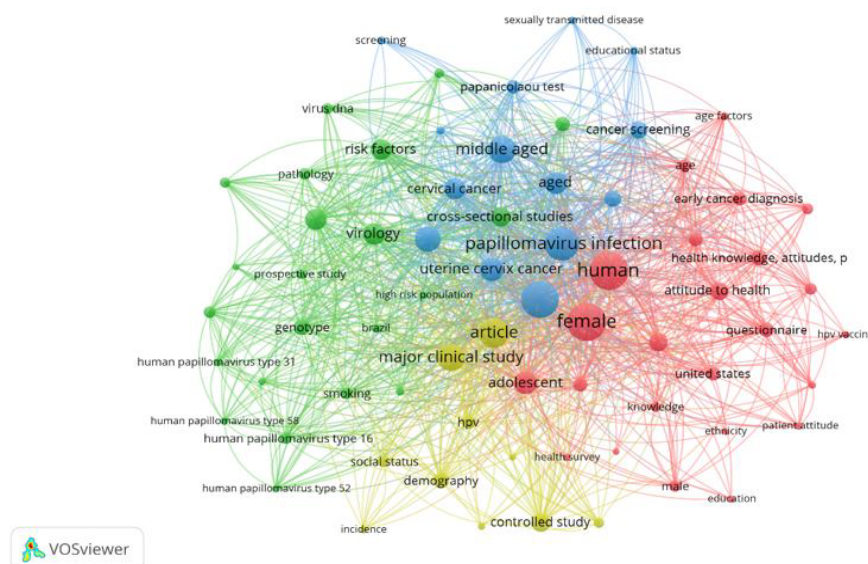 sexually transmitted disease
screening
educational status
papanicolaou test
virus dna
age factors
cancer screening
risk factors
middle aged
age
pathology
cervical cancer
aged
early cancer diagnosis
cross-sectional studies
virology
papillomavirus infection
health knowledge, attitudes, p
prospective study
uterine cervix cancer
human
high risk population
attitude to health
genotype
brazil
article
female
questionnaire
hpv vaccin
human papillomavirus type 31
major clinical study
smoking
adolescent
united states
human papillomavirus type 58
hpv
knowledge
patient attitude
ethnicity
human papillomavirus type 16
social status
health survey
human papillomavirus type 52
demography
male
education
incidence
controlled study
VOSviewer